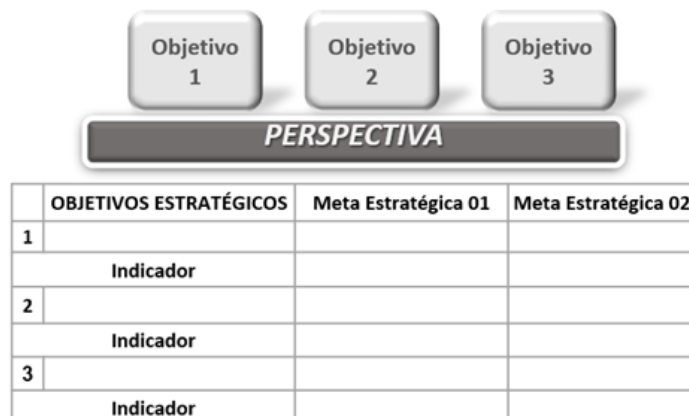 Objetivo Objetivo Objetivo
1 2 3
PERSPECTIVA
OBJETIVOS ESTRATÉGICOS Meta Estratégica 01 Meta Estratégica 02
1
Indicador
2
Indicador
3
Indicador